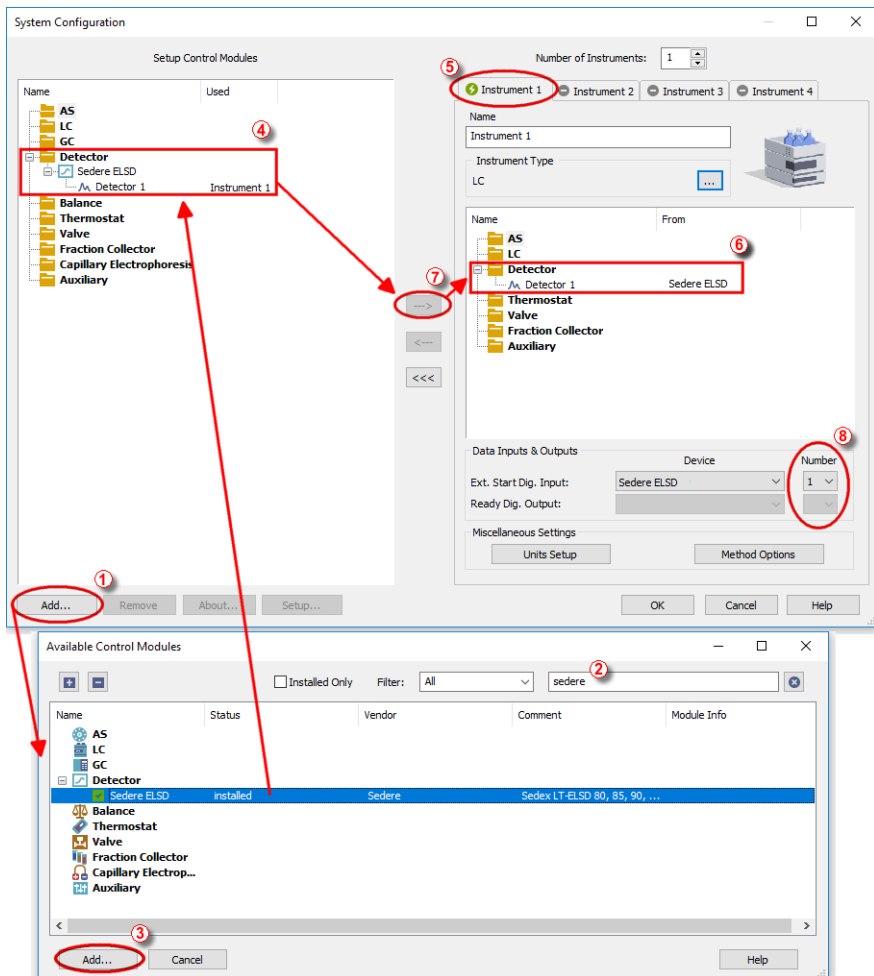 System Configuration
Setup Control Modules
Number of Instruments: 1
Name Used
AS
LC
GC
④
Detector
Sedere ELSD
Detector 1 Instrument 1
Balance
Thermostat
Valve
Fraction Collector
Capillary Electrophoresis
Auxiliary
⑦
--->
<---
<<<
⑤
Instrument 1 Instrument 2 Instrument 3 Instrument 4
Name
Instrument 1
Instrument Type
LC ...
Name From
AS
LC
⑥
Detector
Detector 1 Sedere ELSD
Thermostat
Valve
Fraction Collector
Auxiliary
⑧
Data Inputs & Outputs
Device Number
Ext. Start Dig. Input: Sedere ELSD 1
Ready Dig. Output:
Miscellaneous Settings
Units Setup Method Options
①
Add... Remove About... Setup... OK Cancel Help
Available Control Modules
②
Installed Only Filter: All sedere
Name Status Vendor Comment Module Info
AS
LC
GC
Detector
Sedere ELSD installed Sedere Sedex LT-ELSD 80, 85, 90, ...
Balance
Thermostat
Valve
Fraction Collector
Capillary Electrop...
Auxiliary
③
Add... Cancel Help